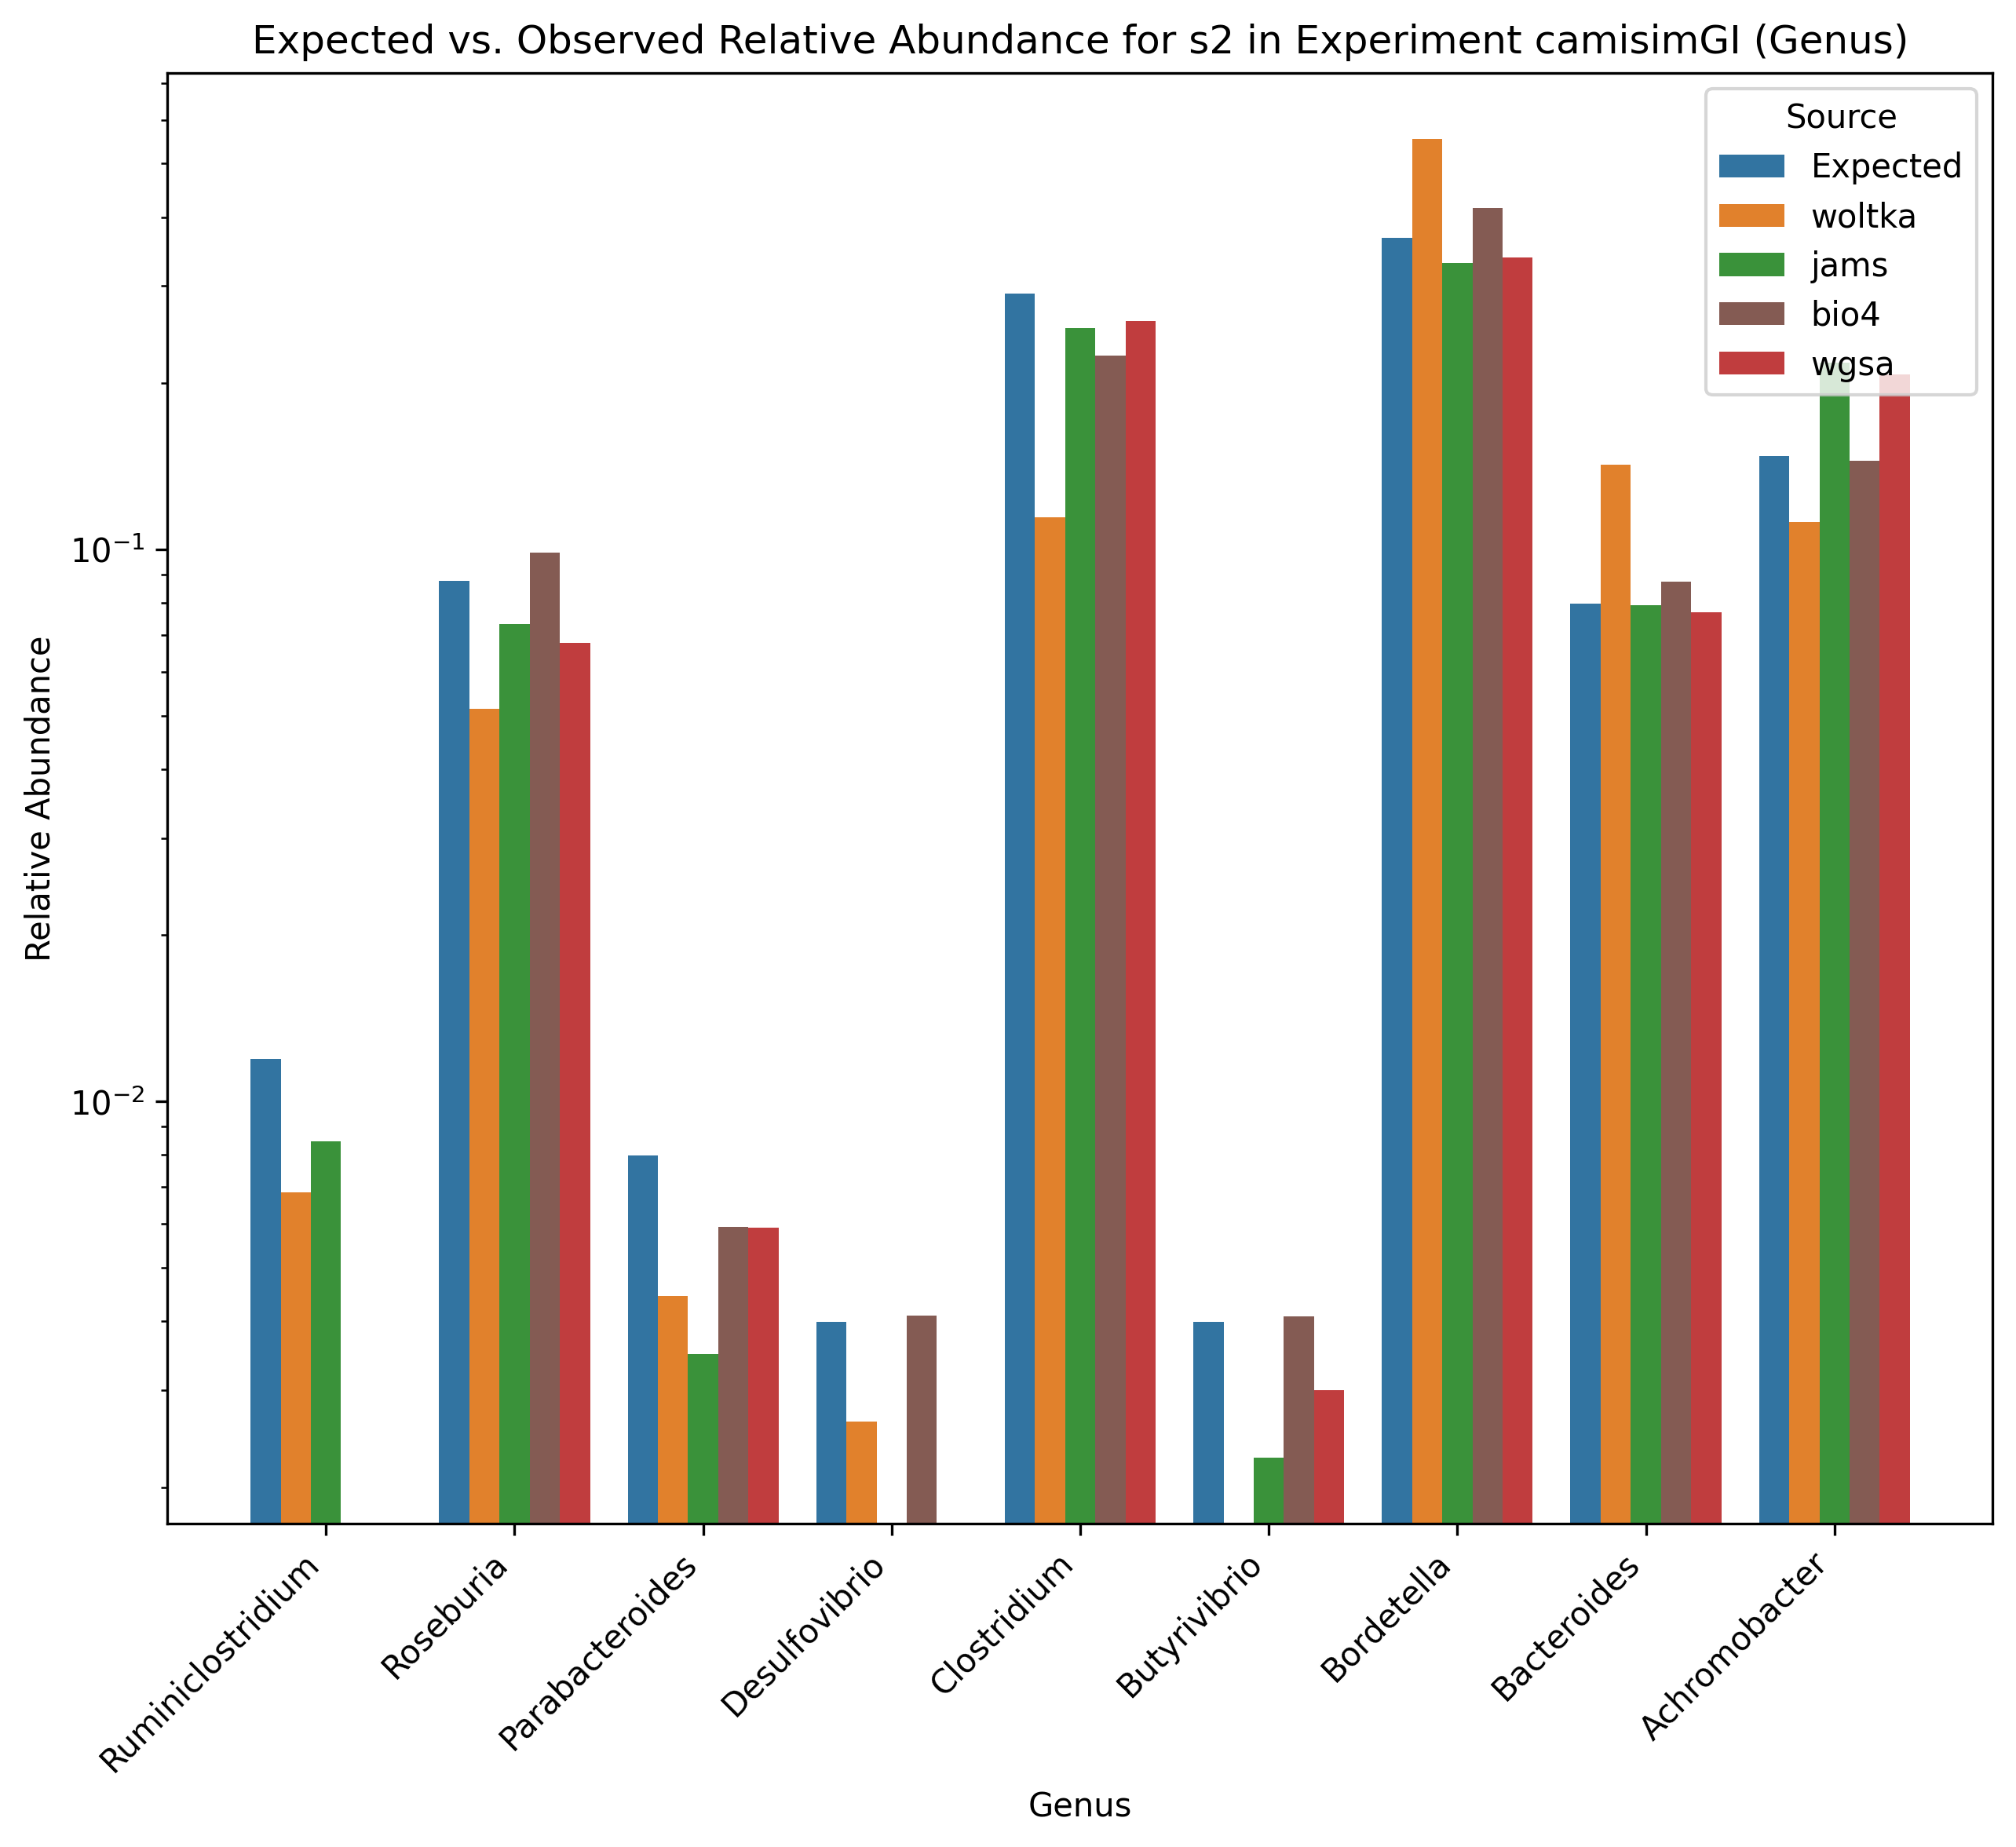 Expected vs. Observed Relative Abundance for s2 in Experiment camisimGI (Genus)
Source
Expected
woltka
jams
bio4
wgsa
Relative Abundance
10⁻¹
10⁻²
Ruminiclostridium
Roseburia
Parabacteroides
Desulfovibrio
Clostridium
Butyrivibrio
Bordetella
Bacteroides
Achromobacter
Genus